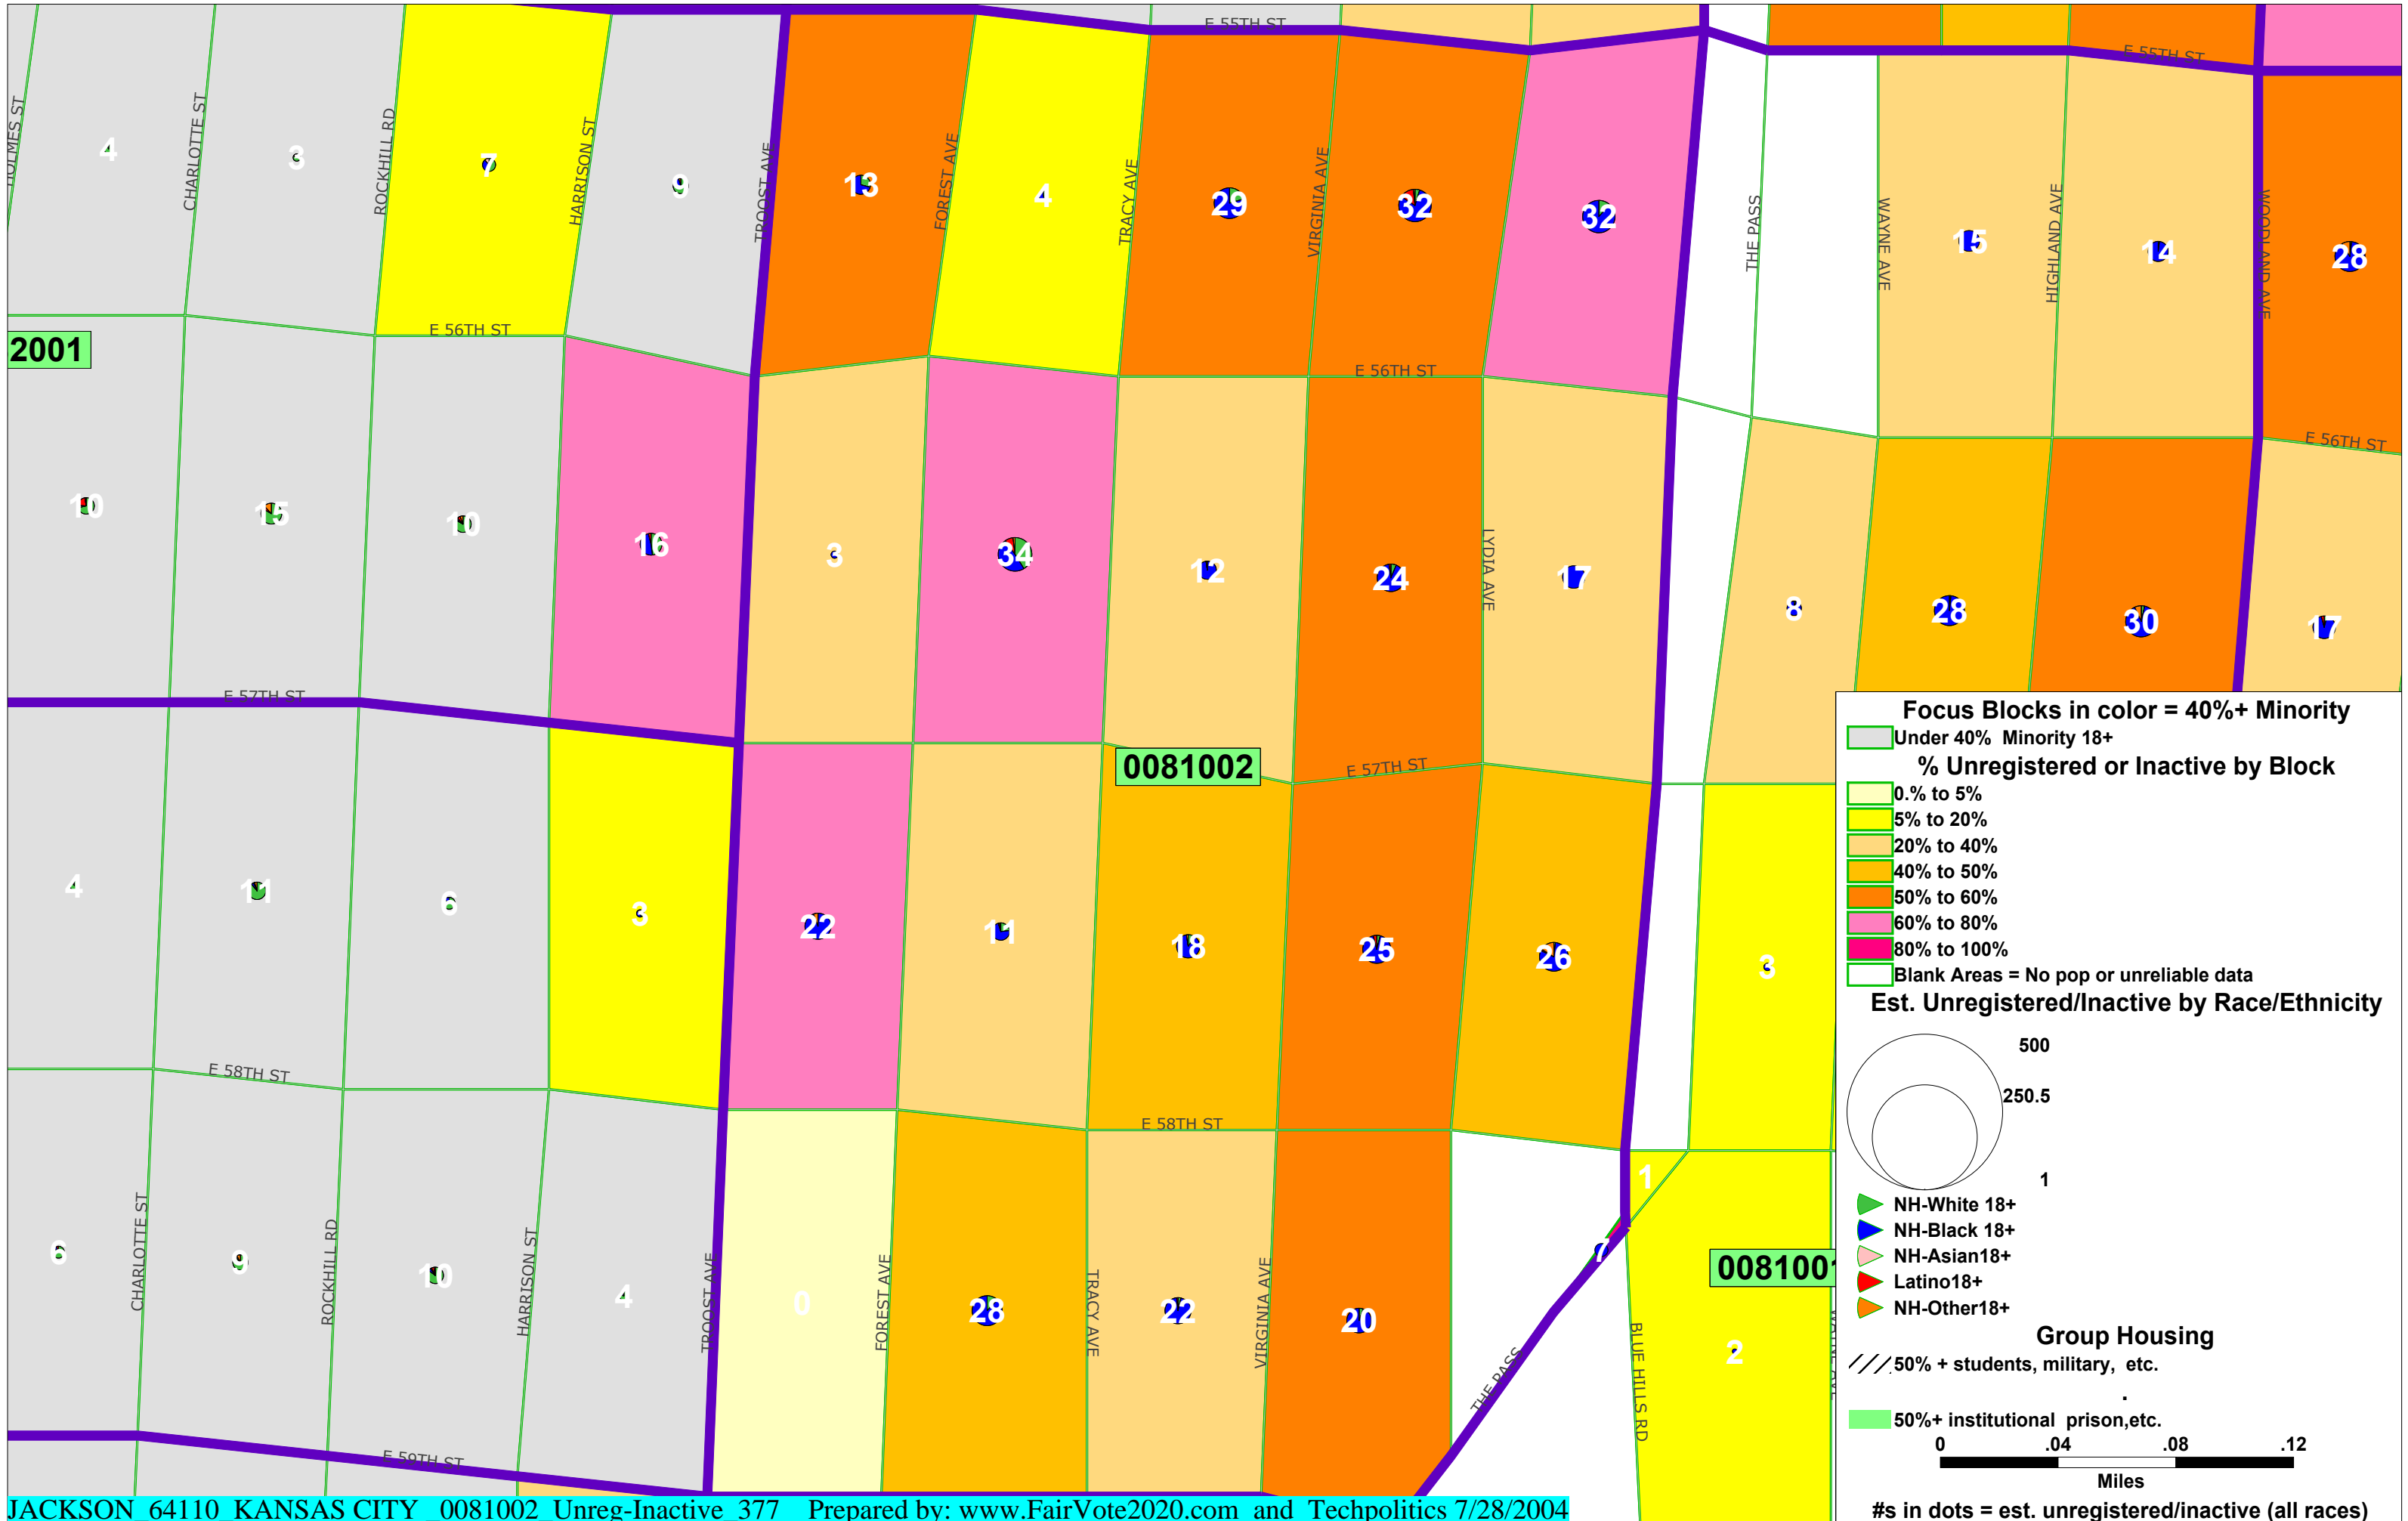 E 55TH ST
E 55TH ST
HOLMES ST
CHARLOTTE ST
ROCKHILL RD
HARRISON ST
TROOST AVE
FOREST AVE
TRACY AVE
VIRGINIA AVE
THE PASS
WAYNE AVE
HIGHLAND AVE
WOODLAND AVE
4
3
7
9
13
4
29
32
32
15
14
28
E 56TH ST
2001
E 56TH ST
E 56TH ST
10
15
10
16
3
34
12
24
LYDIA AVE
17
8
28
30
17
E 57TH ST
0081002
E 57TH ST
4
11
6
3
22
11
18
25
26
3
E 58TH ST
E 58TH ST
1
7
6
9
10
4
0
28
22
20
2
CHARLOTTE ST
ROCKHILL RD
HARRISON ST
TROOST AVE
FOREST AVE
TRACY AVE
VIRGINIA AVE
THE PASS
BLUE HILLS RD
WAYNE AVE
0081001
E 59TH ST
Focus Blocks in color = 40%+ Minority
Under 40% Minority 18+
% Unregistered or Inactive by Block
0.% to 5%
5% to 20%
20% to 40%
40% to 50%
50% to 60%
60% to 80%
80% to 100%
Blank Areas = No pop or unreliable data
Est. Unregistered/Inactive by Race/Ethnicity
500
250.5
1
NH-White 18+
NH-Black 18+
NH-Asian18+
Latino18+
NH-Other18+
Group Housing
50% + students, military, etc.
.
50%+ institutional prison,etc.
0 .04 .08 .12
Miles
#s in dots = est. unregistered/inactive (all races)
JACKSON 64110 KANSAS CITY 0081002 Unreg-Inactive 377 Prepared by: www.FairVote2020.com and Techpolitics 7/28/2004